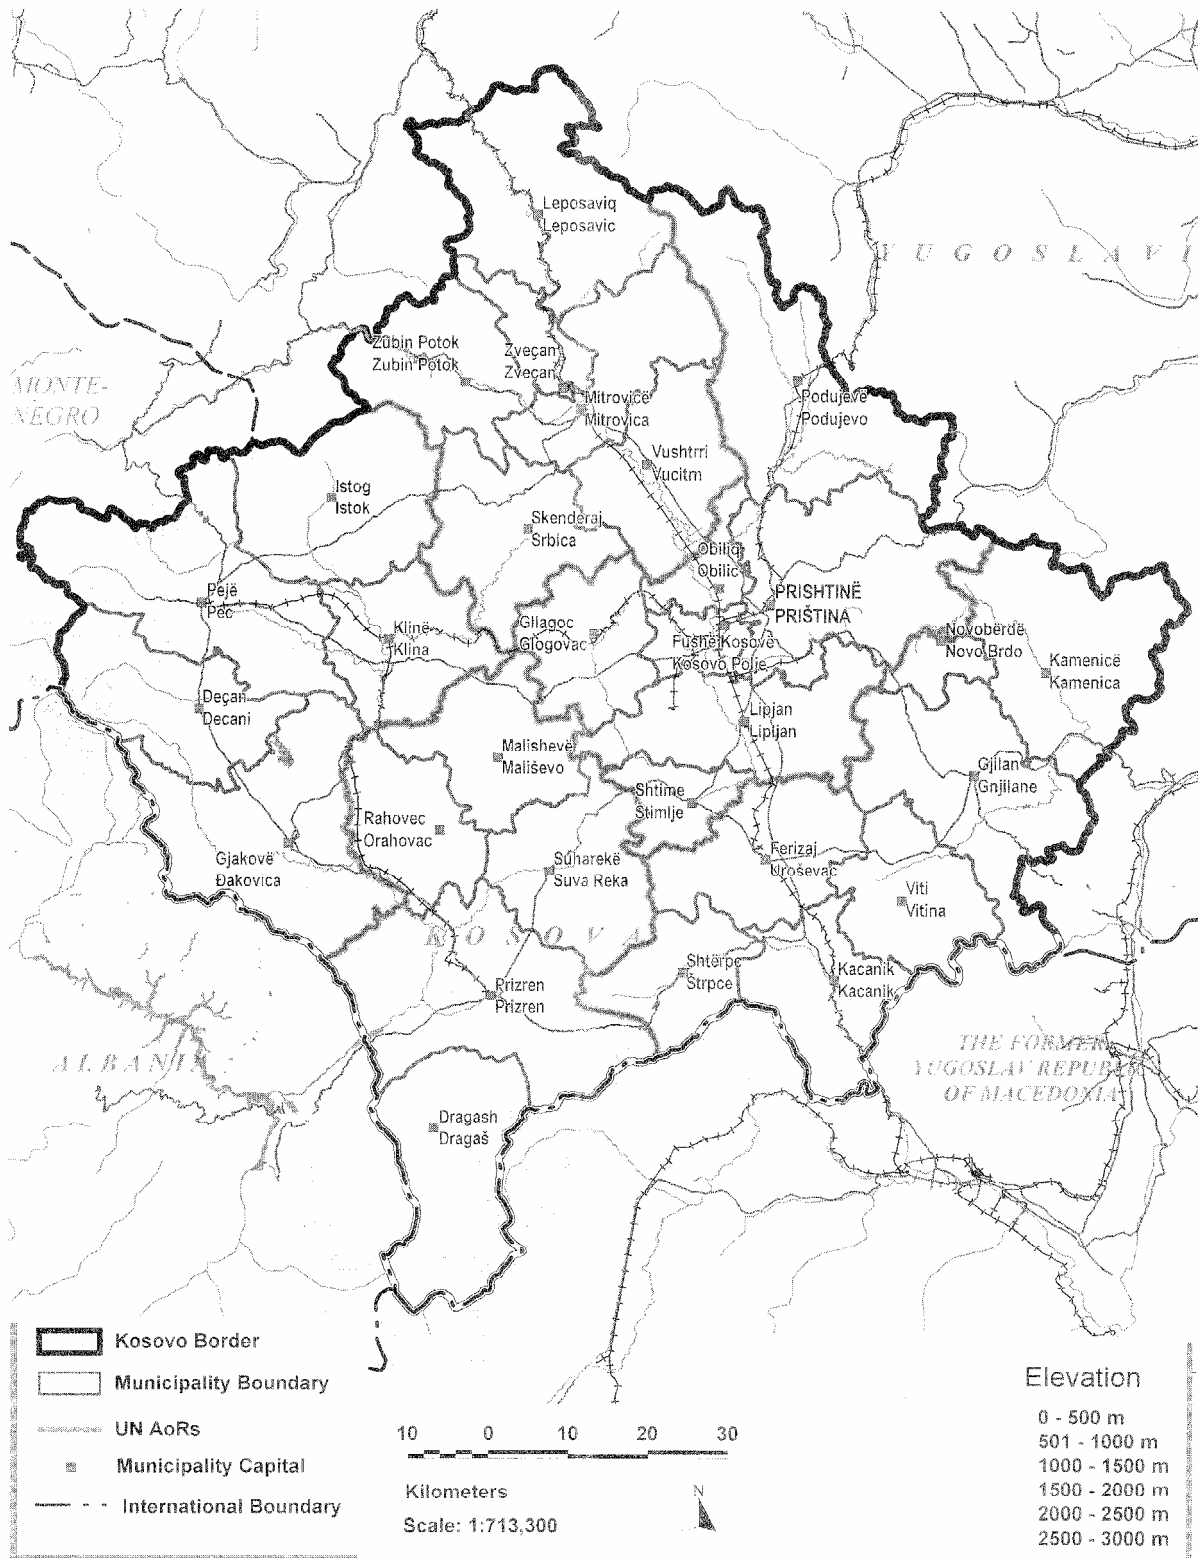 Leposaviq
Leposavic
YUGOSLAVI
Zubin Potok
Zubin Potok
Zveçan
Zvečan
MONTE-
NEGRO
Mitrovicë
Mitrovica
Podujevë
Podujevo
Vushtrri
Vucitrn
Istog
Istok
Skenderaj
Srbica
Obiliq
Obilic
Pejë
Pec
PRISHTINË
PRIŠTINA
Klinë
Klina
Gllagoc
Glogovac
Fushë Kosovë
Kosovo Polje
Novobërdë
Novo Brdo
Kamenicë
Kamenica
Deçan
Decani
Lipjan
Lipljan
Malishevë
Mališevo
Gjilan
Gnjilane
Shtime
Stimlje
Rahovec
Orahovac
Ferizaj
Uroševac
Gjakovë
Đakovica
Suharekë
Suva Reka
Viti
Vitina
KOSOVA
Shtërpc
Štrpce
Kacanik
Kacanik
Prizren
Prizren
ALBANIA
THE FORMER
YUGOSLAV REPUBLIC
OF MACEDONIA
Dragash
Dragaš
Kosovo Border
Municipality Boundary
UN AoRs
Municipality Capital
International Boundary
10 0 10 20 30
Kilometers
Scale: 1:713,300
N
Elevation
0 - 500 m
501 - 1000 m
1000 - 1500 m
1500 - 2000 m
2000 - 2500 m
2500 - 3000 m